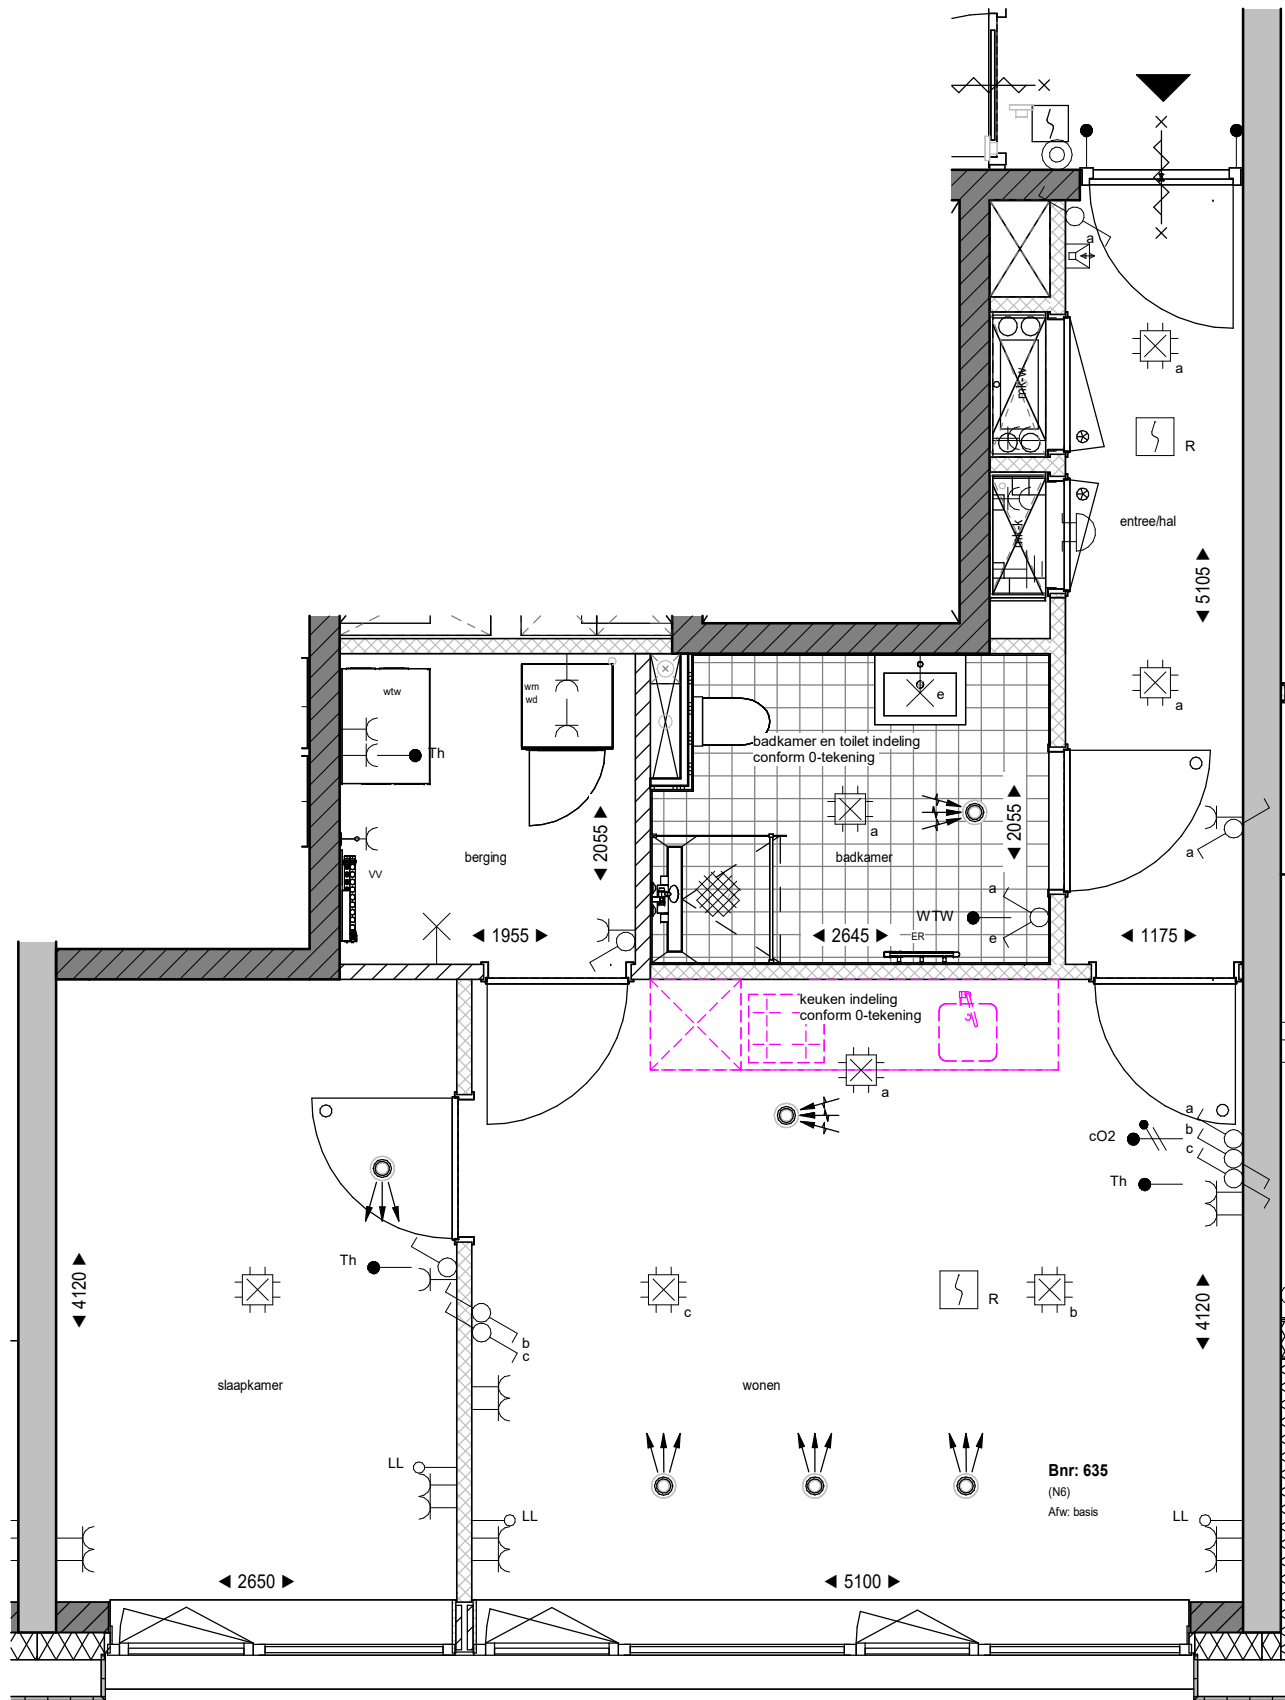 a
mk-w
a
R
mk-k
entree/hal
5105
wtw
wm
wd
Th
e
a
badkamer en toilet indeling
conform 0-tekening
2055
2055
a
a
berging
badkamer
VV
a
WTW
e
ER
1955
2645
1175
keuken indeling
conform 0-tekening
a
a
b
c
cO2
Th
Th
4120
4120
c
R
b
b
c
slaapkamer
wonen
LL
Bnr: 635
(N6)
Afw: basis
LL
LL
2650
5100